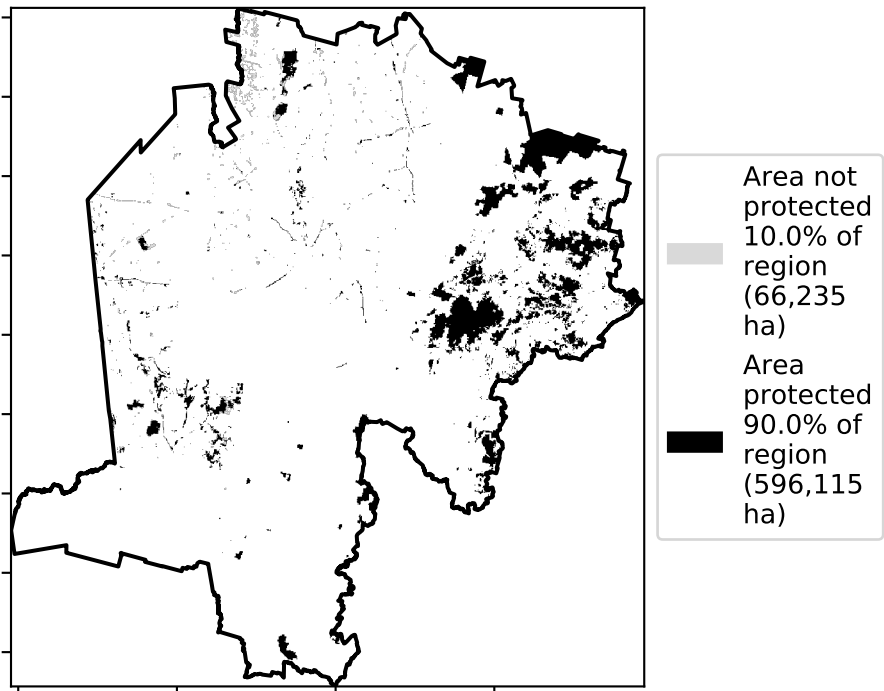 Area not
protected
10.0% of
region
(66,235
ha)
Area
protected
90.0% of
region
(596,115
ha)